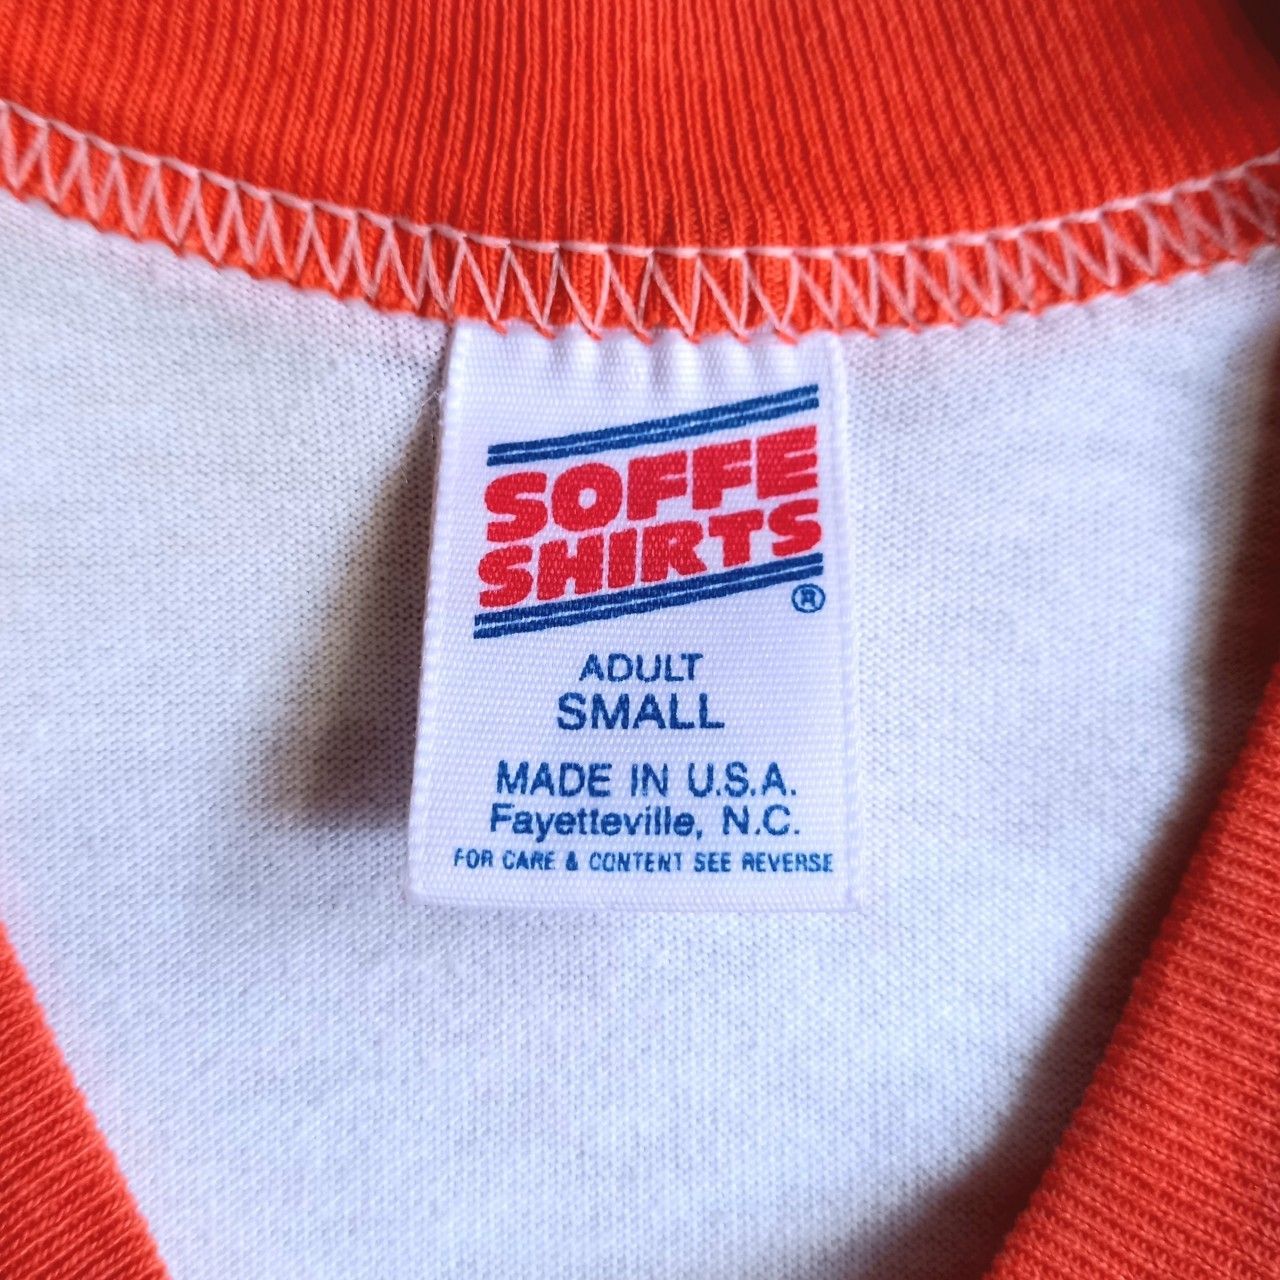 SOFFE
SHIRTS
®
ADULT
SMALL
MADE IN U.S.A.
Fayetteville, N.C.
FOR CARE & CONTENT SEE REVERSE